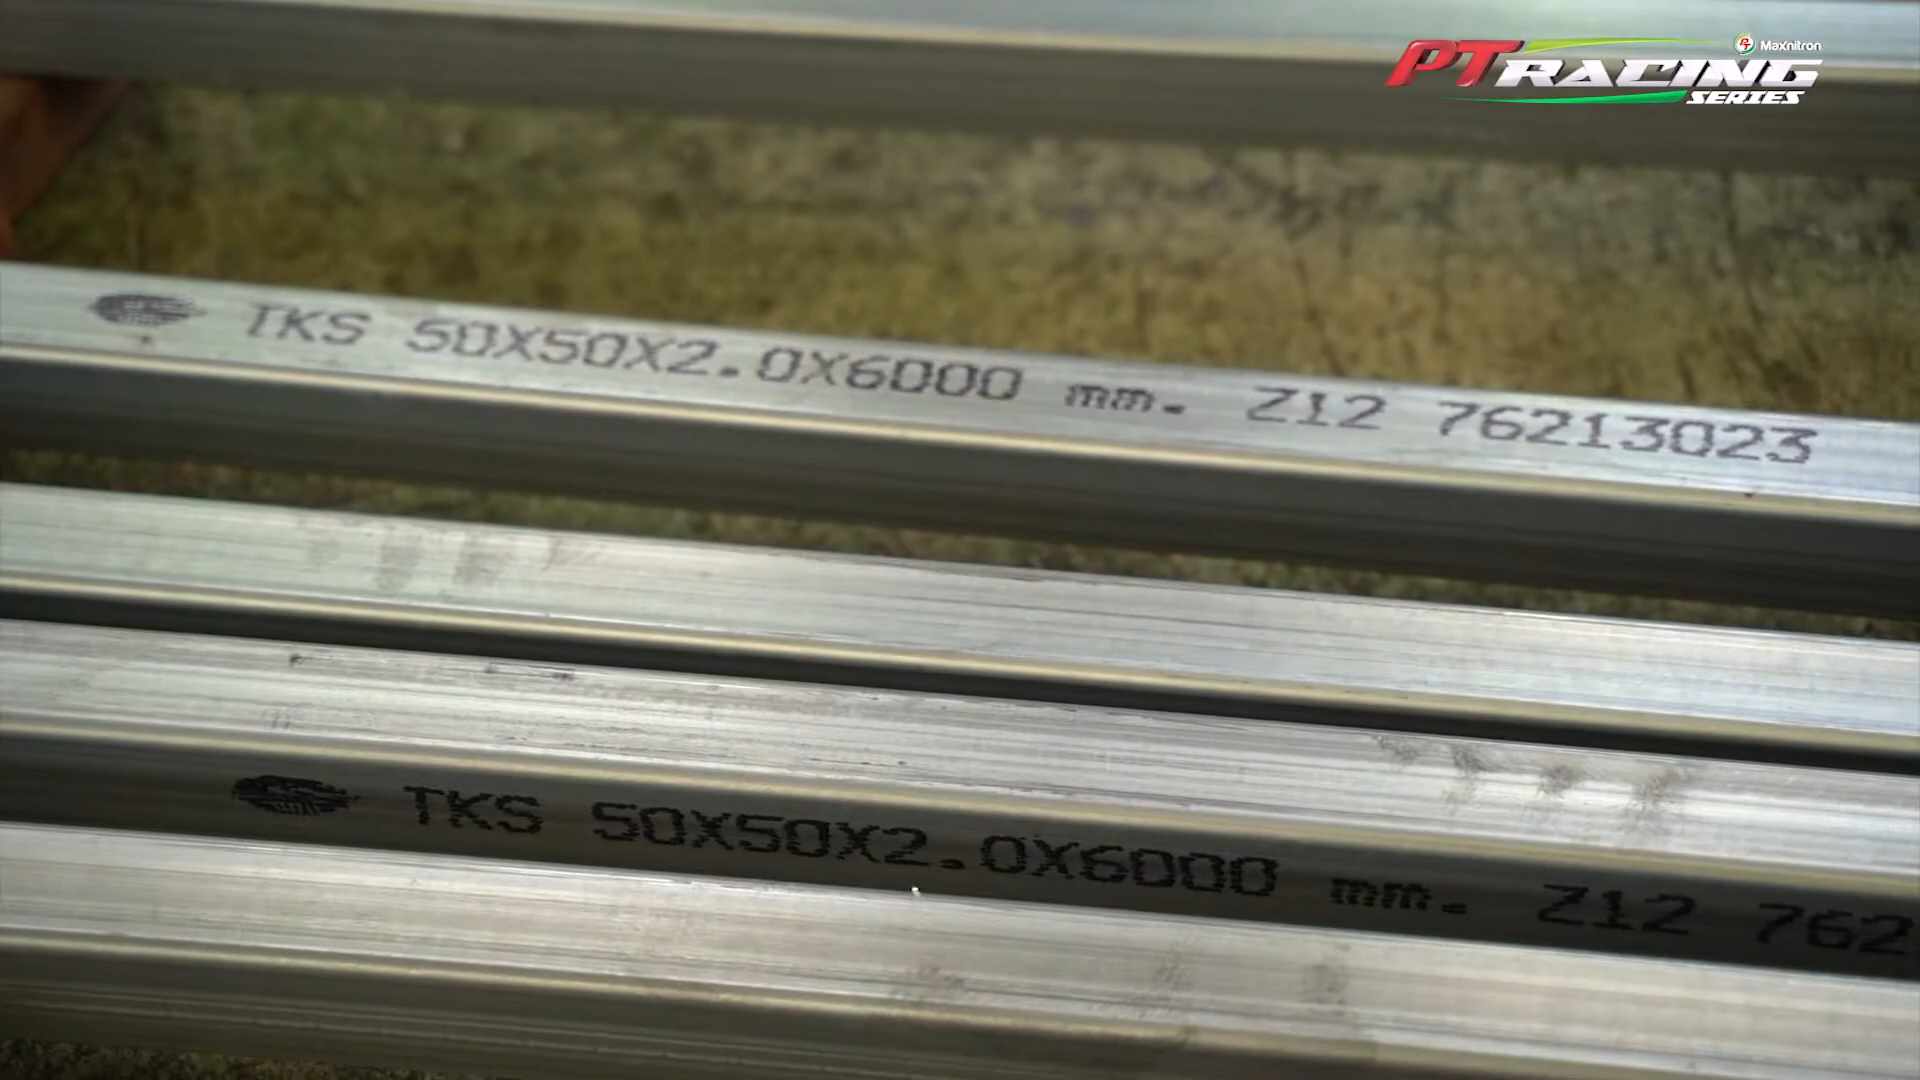 Maxnitron
PT RACING
SERIES
TKS 50X50X2.0X6000 mm. Z12 76213023
TKS 50X50X2.0X6000 mm. Z12 762